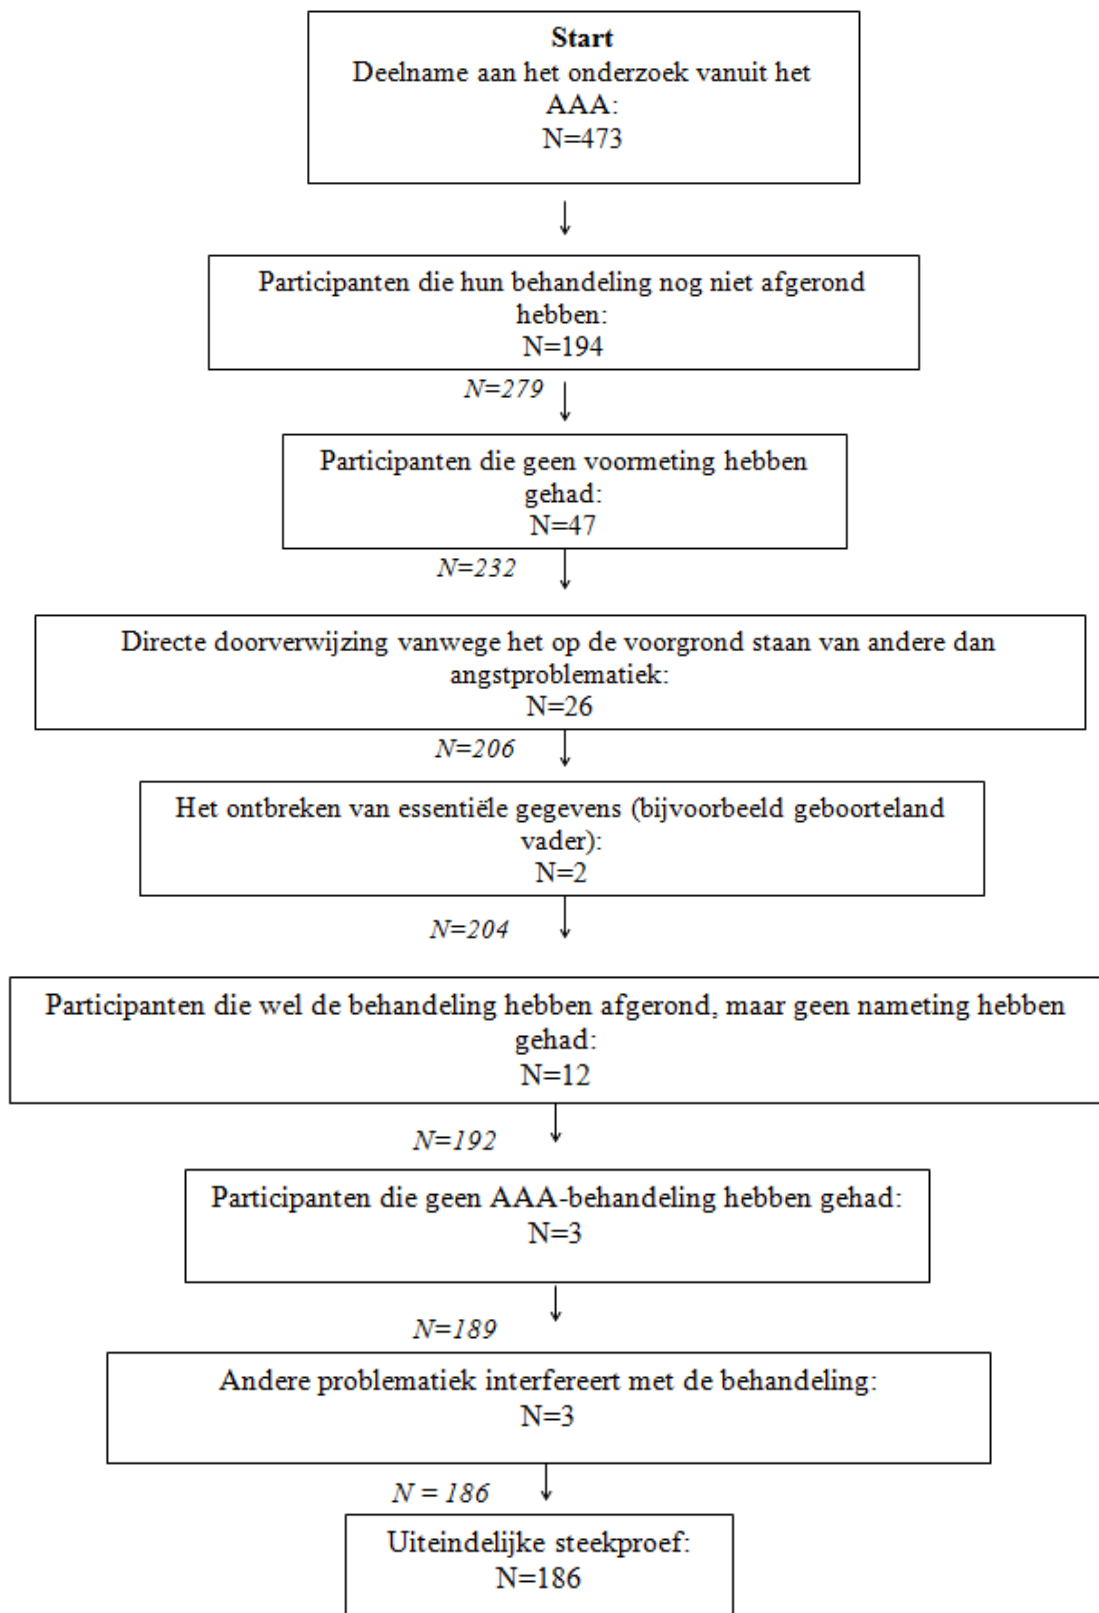 Start
Deelname aan het onderzoek vanuit het
AAA:
N=473
Participanten die hun behandeling nog niet afgerond
hebben:
N=194
N=279
Participanten die geen voormeting hebben
gehad:
N=47
N=232
Directe doorverwijzing vanwege het op de voorgrond staan van andere dan
angstproblematiek:
N=26
N=206
Het ontbreken van essentiële gegevens (bijvoorbeeld geboorteland
vader):
N=2
N=204
Participanten die wel de behandeling hebben afgerond, maar geen nameting hebben
gehad:
N=12
N=192
Participanten die geen AAA-behandeling hebben gehad:
N=3
N=189
Andere problematiek interfereert met de behandeling:
N=3
N = 186
Uiteindelijke steekproef:
N=186